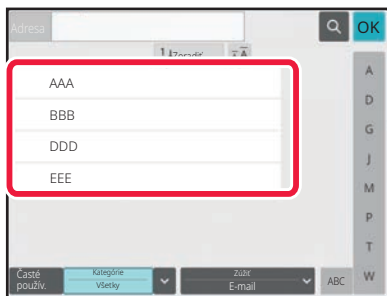 Adresa
OK
1 Zoradiť
AAA
BBB
DDD
EEE
A
D
G
J
M
P
T
W
Časté použív.
Kategórie
Všetky
Zúžiť
E-mail
ABC